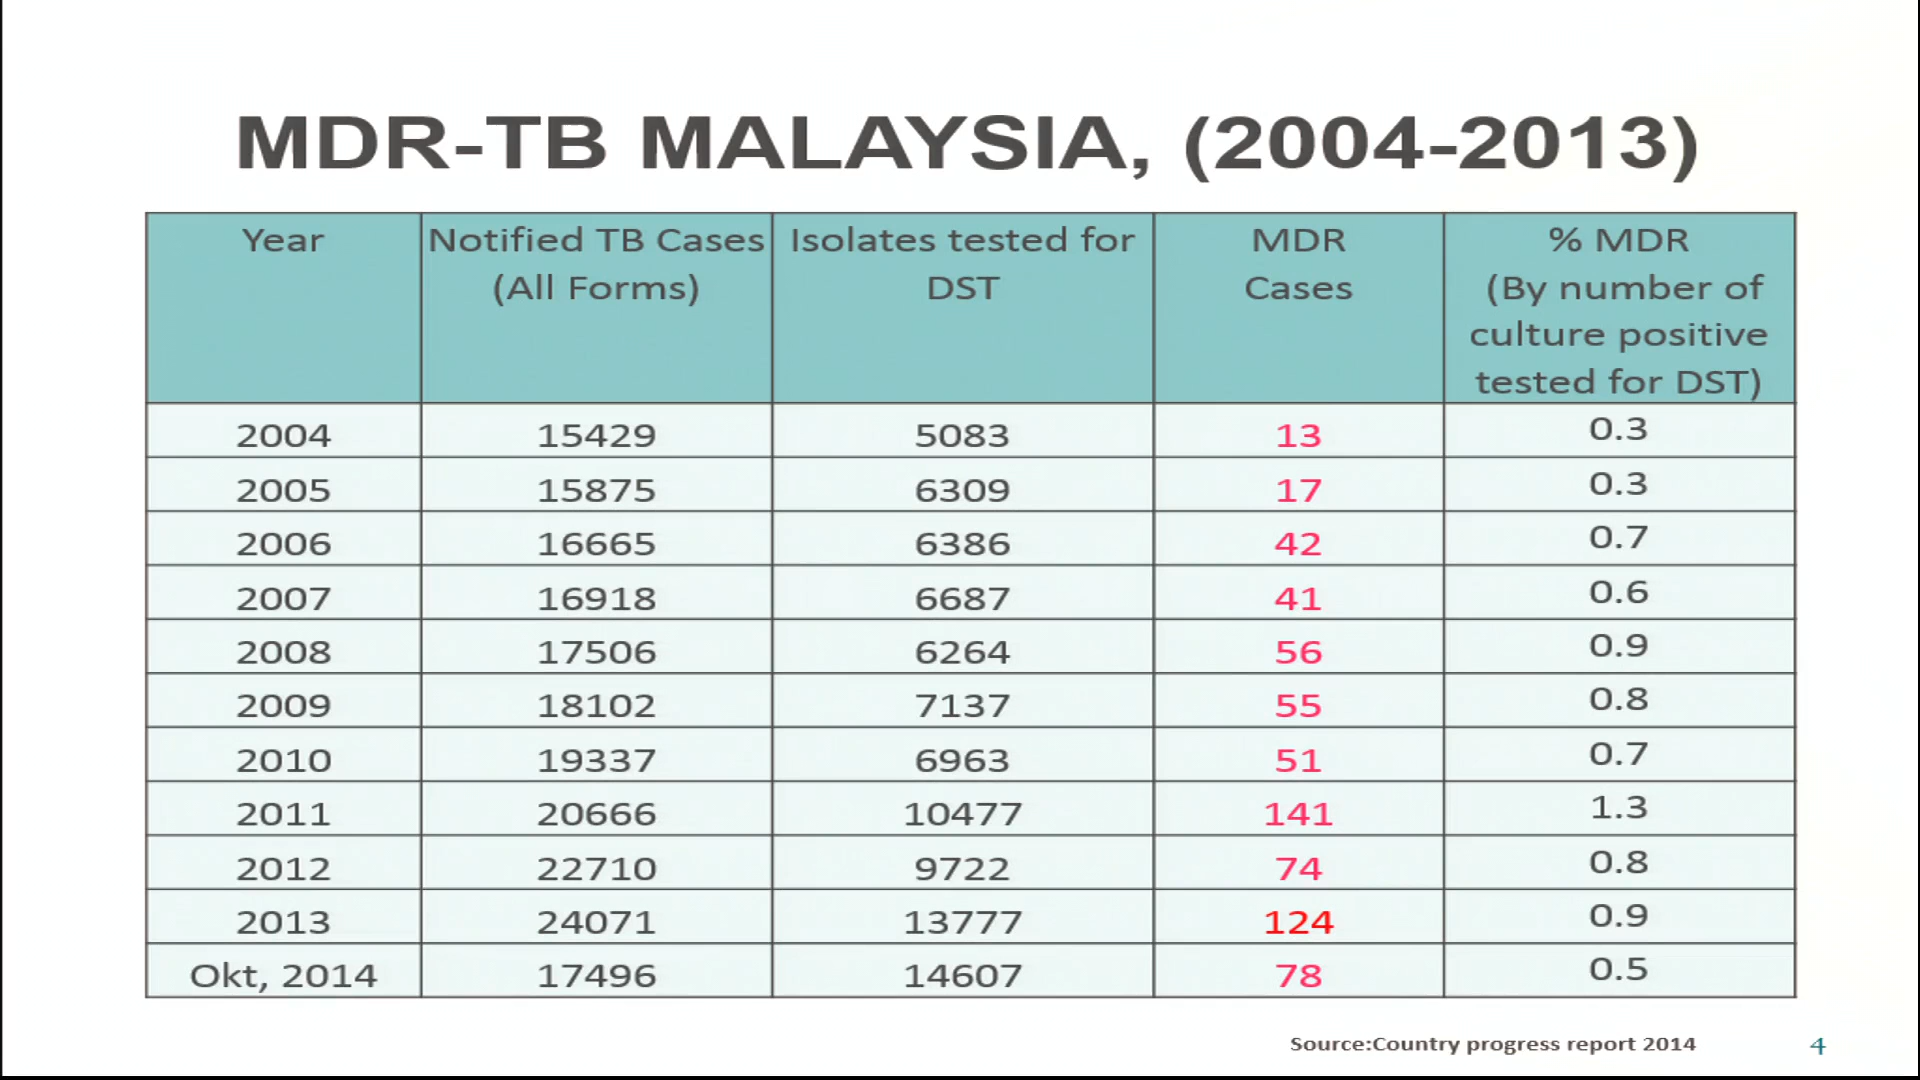 MDR-TB MALAYSIA, (2004-2013)
Year Notified TB Cases (All Forms) Isolates tested for DST MDR Cases % MDR (By number of culture positive tested for DST)
2004 15429 5083 13 0.3
2005 15875 6309 17 0.3
2006 16665 6386 42 0.7
2007 16918 6687 41 0.6
2008 17506 6264 56 0.9
2009 18102 7137 55 0.8
2010 19337 6963 51 0.7
2011 20666 10477 141 1.3
2012 22710 9722 74 0.8
2013 24071 13777 124 0.9
Okt, 2014 17496 14607 78 0.5
Source:Country progress report 2014 4